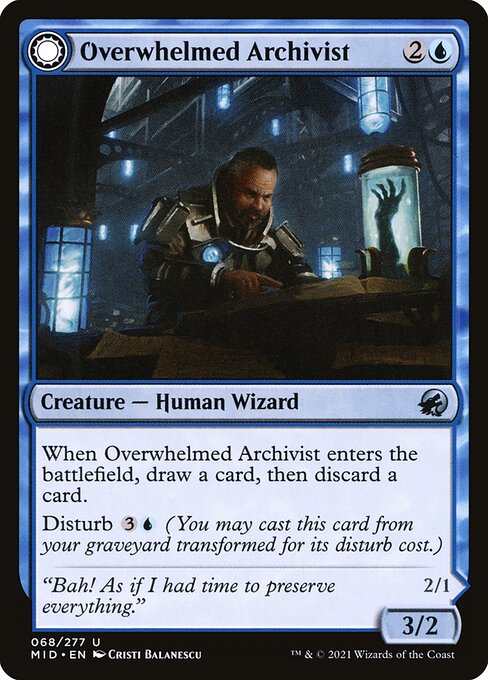 Overwhelmed Archivist 2
Creature — Human Wizard
When Overwhelmed Archivist enters the
battlefield, draw a card, then discard a
card.
Disturb 3 (You may cast this card from
your graveyard transformed for its disturb cost.)
“Bah! As if I had time to preserve
everything.”
2/1
3/2
068/277 U
MID • EN Cristi Balanescu
™ & © 2021 Wizards of the Coast